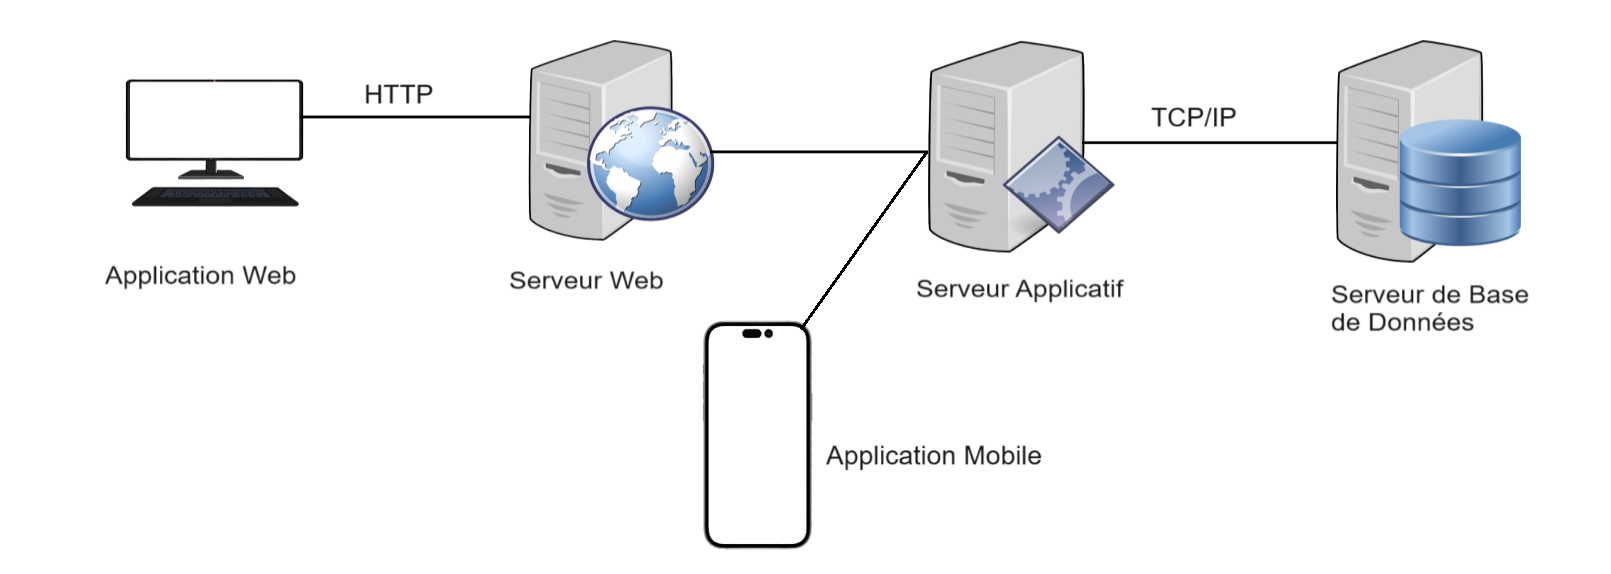 HTTP
TCP/IP
Application Web
Serveur Web
Serveur Applicatif
Serveur de Base
de Données
Application Mobile